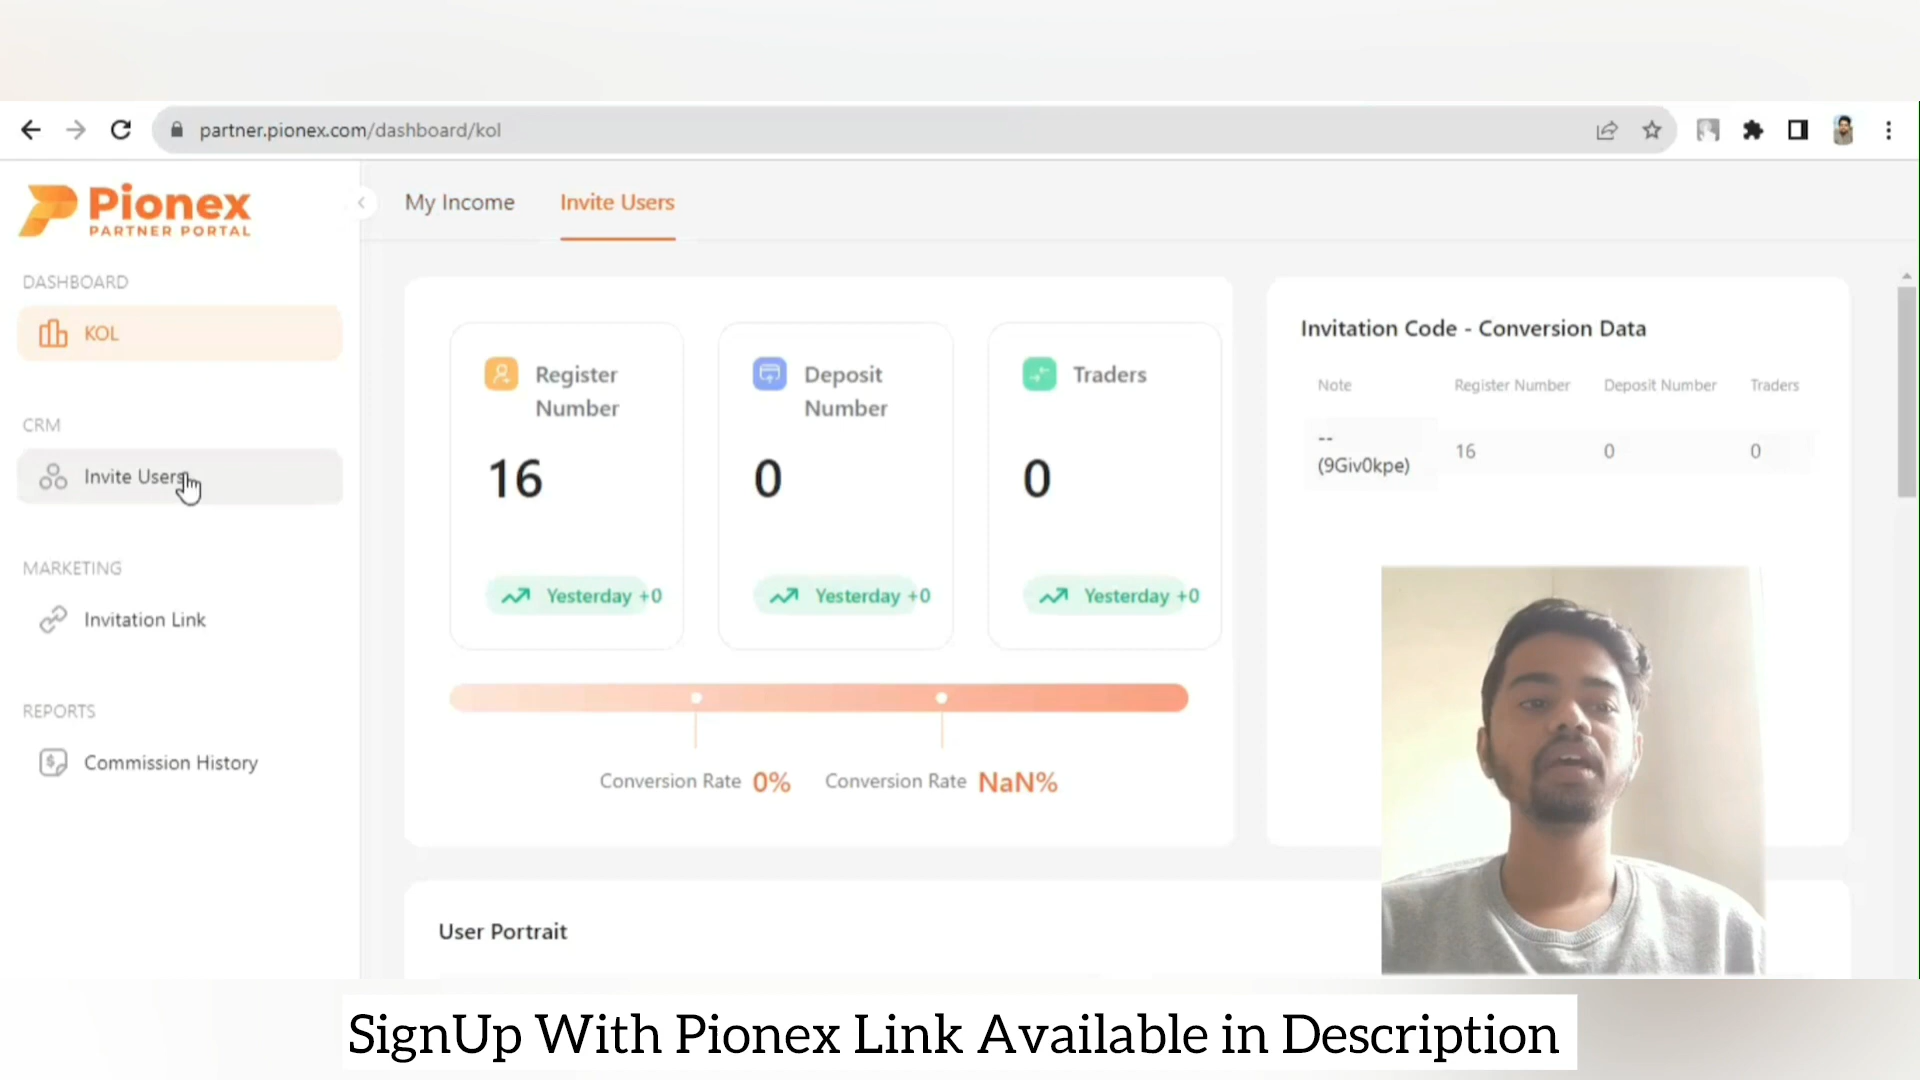 partner.pionex.com/dashboard/kol
Pionex
PARTNER PORTAL
My Income
Invite Users
DASHBOARD
KOL
CRM
Invite Users
MARKETING
Invitation Link
REPORTS
Commission History
Register
Number
16
Yesterday +0
Deposit
Number
0
Yesterday +0
Traders
0
Yesterday +0
Conversion Rate 0%
Conversion Rate NaN%
Invitation Code - Conversion Data
Note Register Number Deposit Number Traders
--
(9Giv0kpe) 16 0 0
User Portrait
SignUp With Pionex Link Available in Description